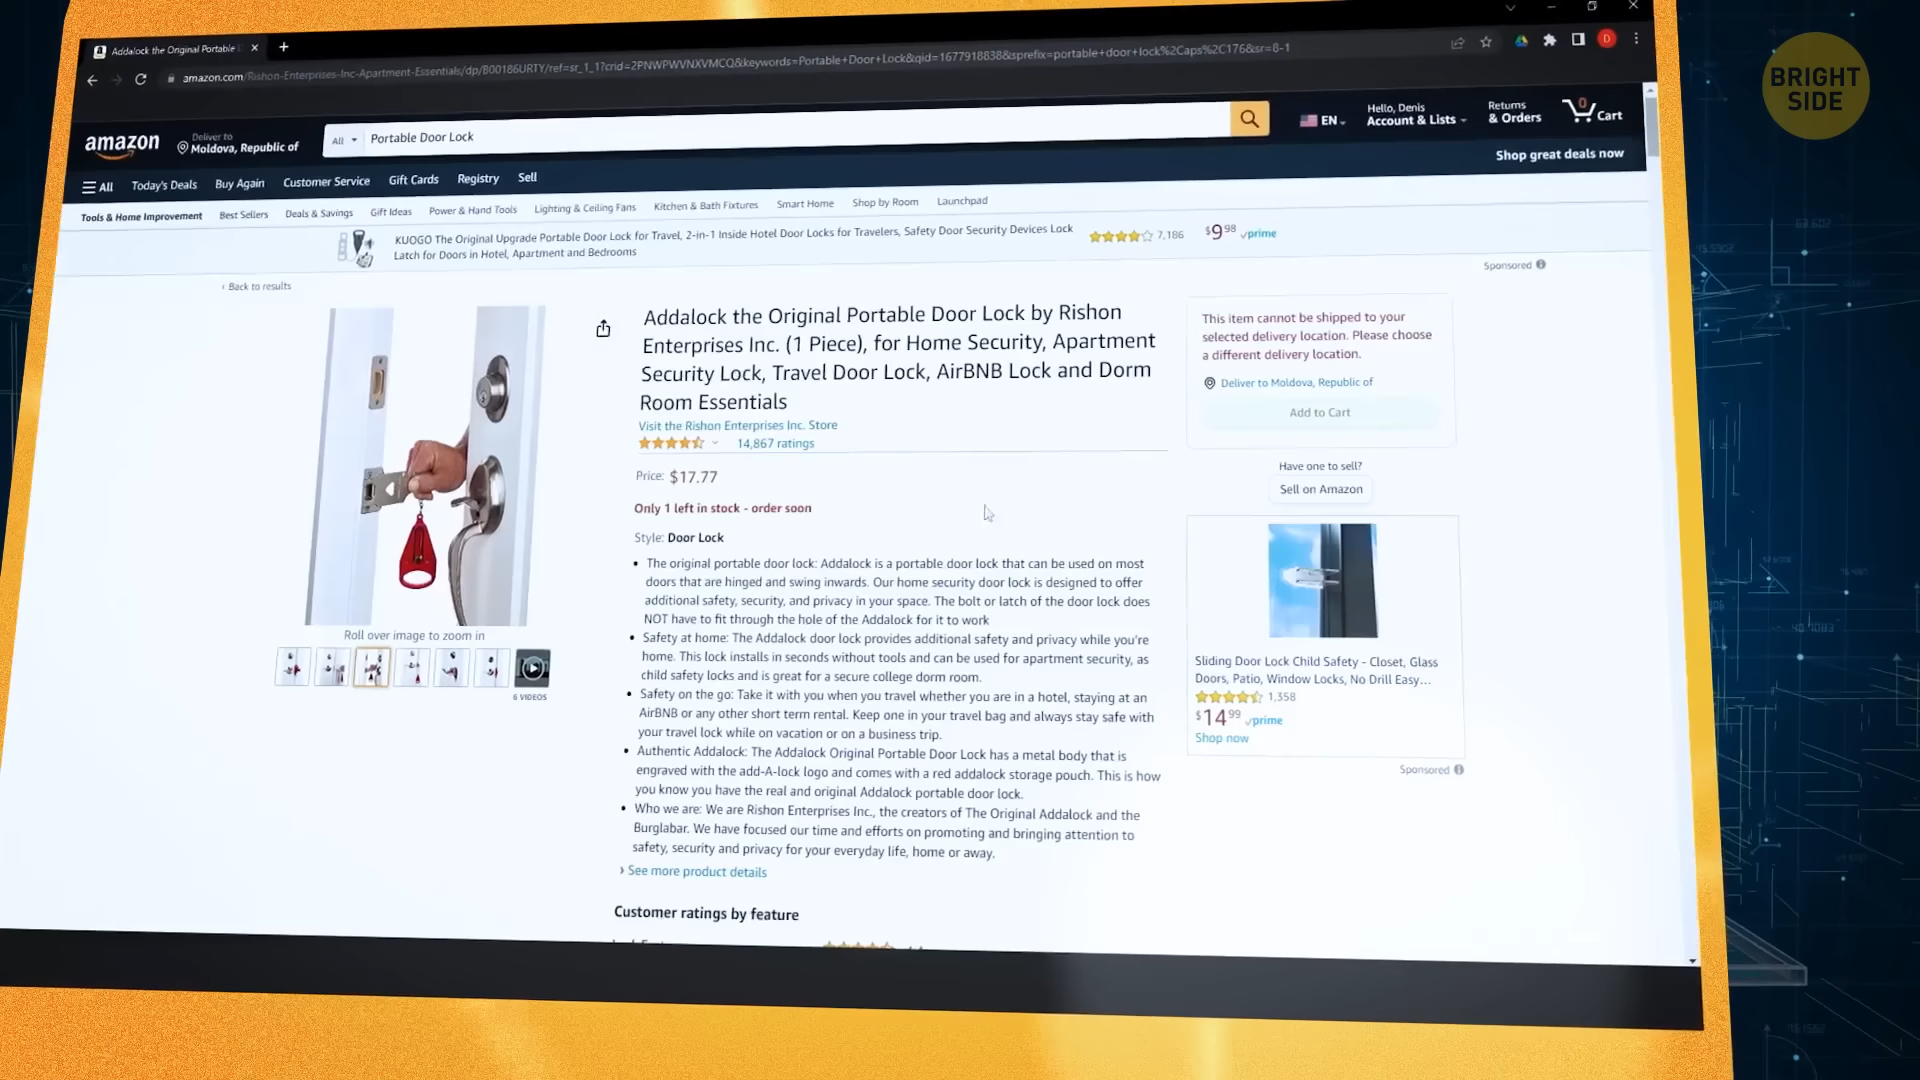 Addalock the Original Portable
amazon.com/Rishon-Enterprises-Inc-Apartment-Essentials/dp/B00186URTY/ref=sr_1_1?crid=2PNWPWVNXVMCQ&keywords=Portable+Door+Lock&qid=1677918838&sprefix=portable+door+lock%2Caps%2C176&sr=8-1
D
BRIGHT
SIDE
amazon
Deliver to
Moldova, Republic of
All
Portable Door Lock
EN
Hello, Denis
Account & Lists
Returns
& Orders
0
Cart
All
Today's Deals
Buy Again
Customer Service
Gift Cards
Registry
Sell
Shop great deals now
Tools & Home Improvement
Best Sellers
Deals & Savings
Gift Ideas
Power & Hand Tools
Lighting & Ceiling Fans
Kitchen & Bath Fixtures
Smart Home
Shop by Room
Launchpad
KUOGO The Original Upgrade Portable Door Lock for Travel, 2-in-1 Inside Hotel Door Locks for Travelers, Safety Door Security Devices Lock
Latch for Doors in Hotel, Apartment and Bedrooms
7,186
$9.98 prime
Sponsored
‹ Back to results
Addalock the Original Portable Door Lock by Rishon
Enterprises Inc. (1 Piece), for Home Security, Apartment
Security Lock, Travel Door Lock, AirBNB Lock and Dorm
Room Essentials
Visit the Rishon Enterprises Inc. Store
14,867 ratings
Price: $17.77
Only 1 left in stock - order soon
Style: Door Lock
• The original portable door lock: Addalock is a portable door lock that can be used on most
doors that are hinged and swing inwards. Our home security door lock is designed to offer
additional safety, security, and privacy in your space. The bolt or latch of the door lock does
NOT have to fit through the hole of the Addalock for it to work
• Safety at home: The Addalock door lock provides additional safety and privacy while you're
home. This lock installs in seconds without tools and can be used for apartment security, as
child safety locks and is great for a secure college dorm room.
• Safety on the go: Take it with you when you travel whether you are in a hotel, staying at an
AirBNB or any other short term rental. Keep one in your travel bag and always stay safe with
your travel lock while on vacation or on a business trip.
• Authentic Addalock: The Addalock Original Portable Door Lock has a metal body that is
engraved with the add-A-lock logo and comes with a red addalock storage pouch. This is how
you know you have the real and original Addalock portable door lock.
• Who we are: We are Rishon Enterprises Inc., the creators of The Original Addalock and the
Burglabar. We have focused our time and efforts on promoting and bringing attention to
safety, security and privacy for your everyday life, home or away.
› See more product details
Customer ratings by feature
Roll over image to zoom in
6 VIDEOS
This item cannot be shipped to your
selected delivery location. Please choose
a different delivery location.
Deliver to Moldova, Republic of
Add to Cart
Have one to sell?
Sell on Amazon
Sliding Door Lock Child Safety - Closet, Glass
Doors, Patio, Window Locks, No Drill Easy...
1,358
$14.99 prime
Shop now
Sponsored